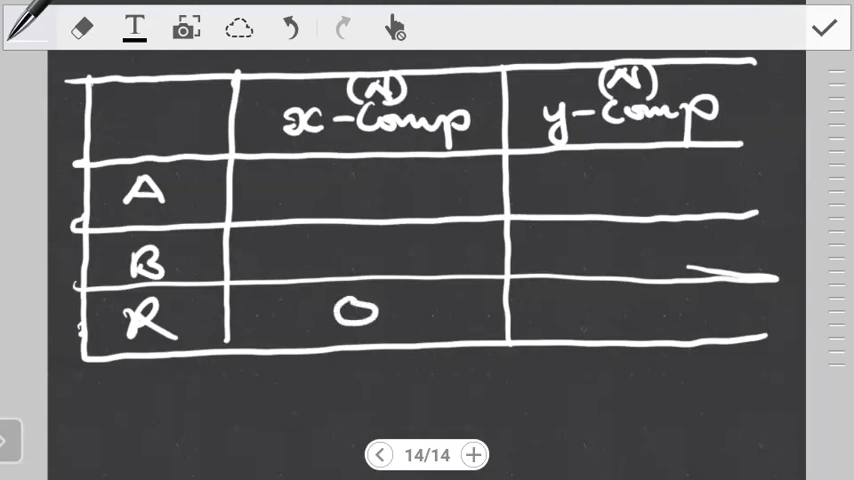 T
(N) (N)
x-Comp y-Comp
A
B
R 0
14/14